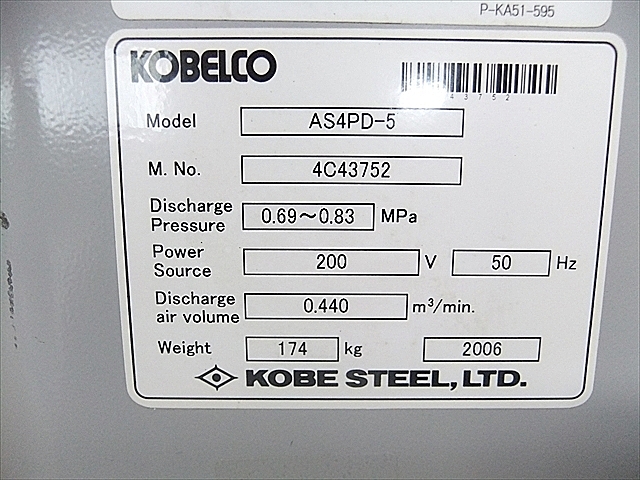 P-KA51-595
KOBELCO
43752
Model AS4PD-5
M. No. 4C43752
Discharge
Pressure 0.69～0.83 MPa
Power
Source 200 V 50 Hz
Discharge
air volume 0.440 m³/min.
Weight 174 kg 2006
KOBE STEEL, LTD.